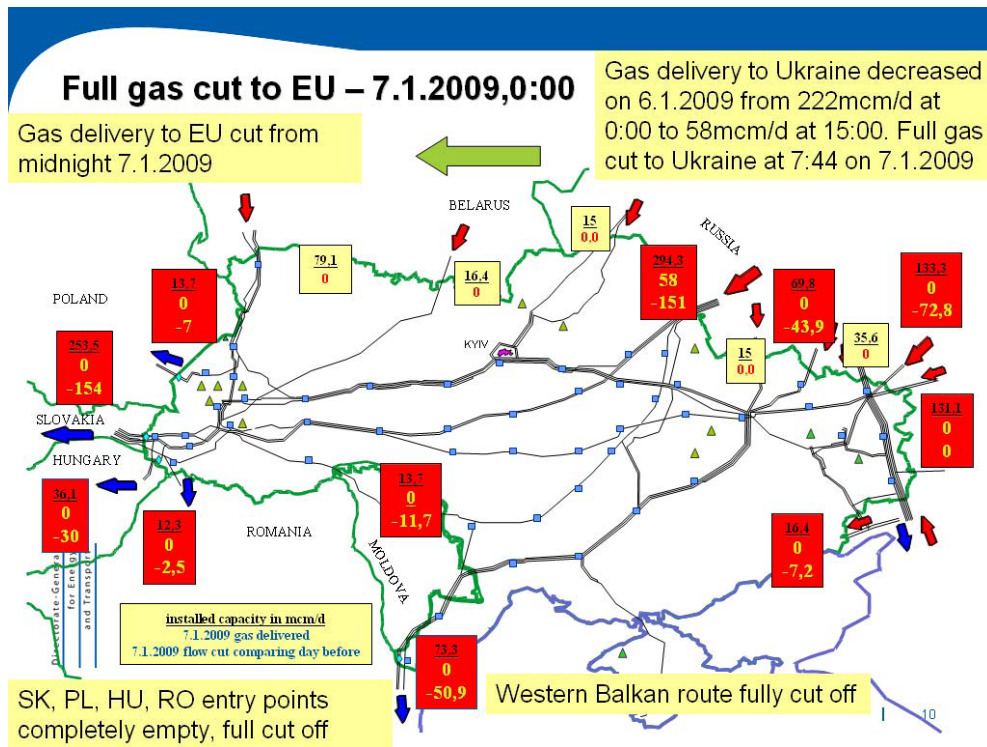 Full gas cut to EU – 7.1.2009,0:00
Gas delivery to Ukraine decreased
on 6.1.2009 from 222mcm/d at
0:00 to 58mcm/d at 15:00. Full gas
cut to Ukraine at 7:44 on 7.1.2009
Gas delivery to EU cut from
midnight 7.1.2009
BELARUS
RUSSIA
POLAND
SLOVAKIA
HUNGARY
ROMANIA
MOLDOVA
KYIV
79,1
0
16,4
0
15
0,0
294,3
58
-151
69,8
0
-43,9
133,3
0
-72,8
35,6
0
15
0,0
131,1
0
0
13,7
0
-7
253,5
0
-154
36,1
0
-30
12,3
0
-2,5
13,7
0
-11,7
16,4
0
-7,2
73,3
0
-50,9
Directorate-General
for Energy
and Transport
installed capacity in mcm/d
7.1.2009 gas delivered
7.1.2009 flow cut comparing day before
SK, PL, HU, RO entry points
completely empty, full cut off
Western Balkan route fully cut off
10